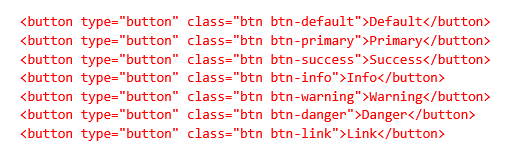 <button type="button" class="btn btn-default">Default</button>
<button type="button" class="btn btn-primary">Primary</button>
<button type="button" class="btn btn-success">Success</button>
<button type="button" class="btn btn-info">Info</button>
<button type="button" class="btn btn-warning">Warning</button>
<button type="button" class="btn btn-danger">Danger</button>
<button type="button" class="btn btn-link">Link</button>